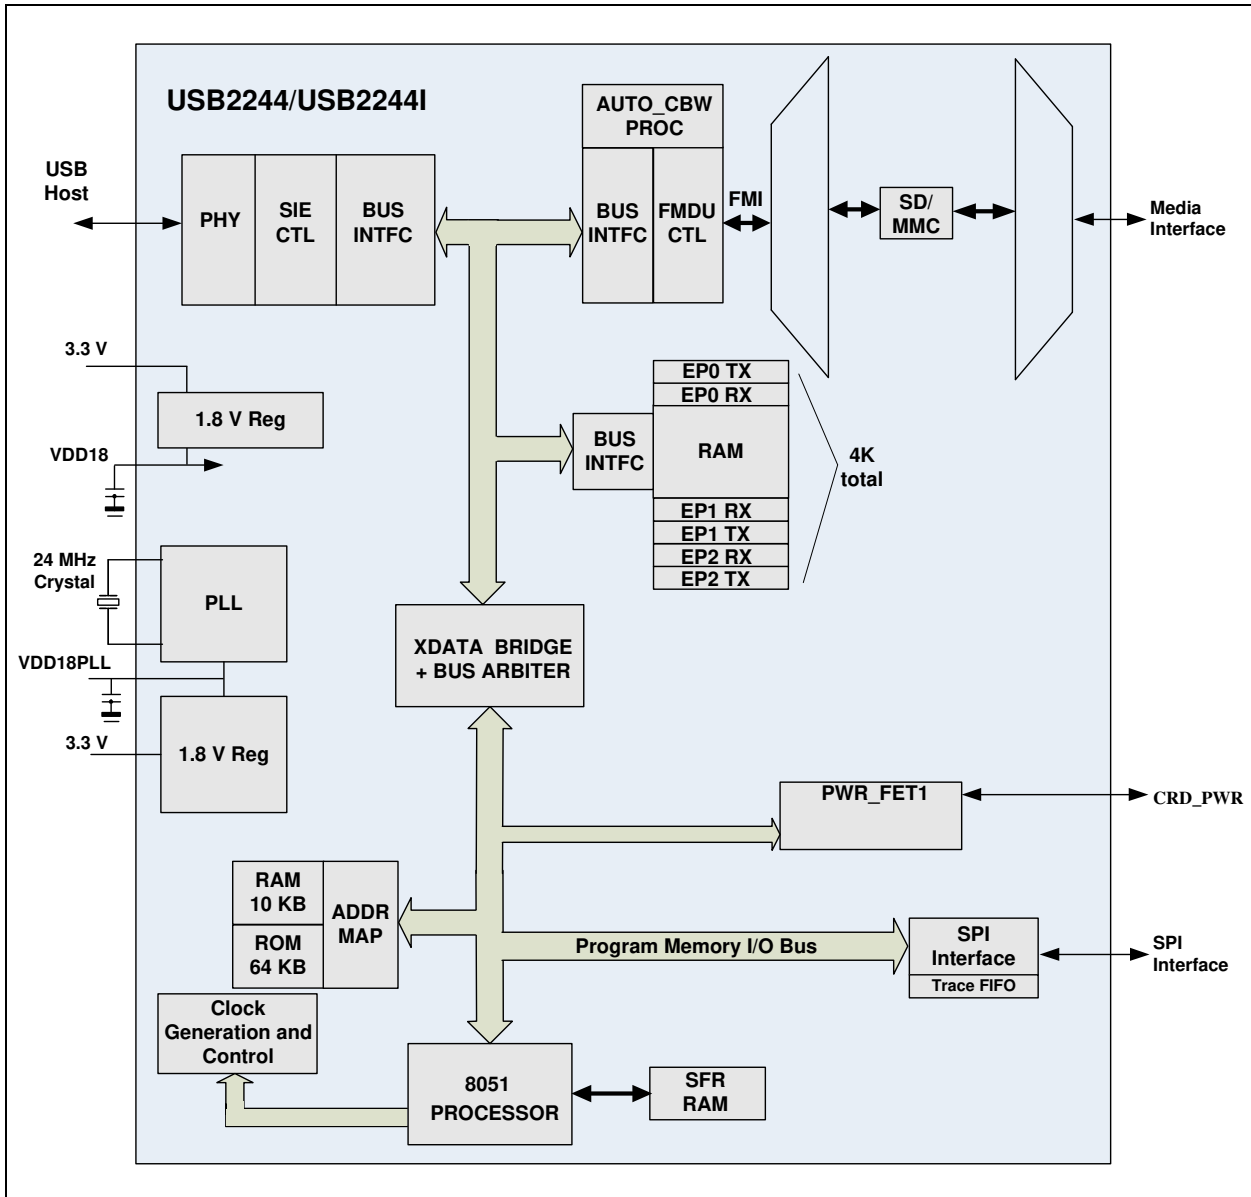 USB2244/USB2244I
AUTO_CBW
PROC
USB
Host
PHY
SIE
CTL
BUS
INTFC
BUS
INTFC
FMDU
CTL
FMI
SD/
MMC
Media
Interface
3.3 V
1.8 V Reg
VDD18
EP0 TX
EP0 RX
BUS
INTFC
RAM
4K
total
EP1 RX
EP1 TX
EP2 RX
EP2 TX
24 MHz
Crystal
PLL
VDD18PLL
XDATA BRIDGE
+ BUS ARBITER
3.3 V
1.8 V Reg
PWR_FET1
CRD_PWR
RAM
10 KB
ROM
64 KB
ADDR
MAP
Program Memory I/O Bus
SPI
Interface
Trace FIFO
SPI
Interface
Clock
Generation and
Control
8051
PROCESSOR
SFR
RAM